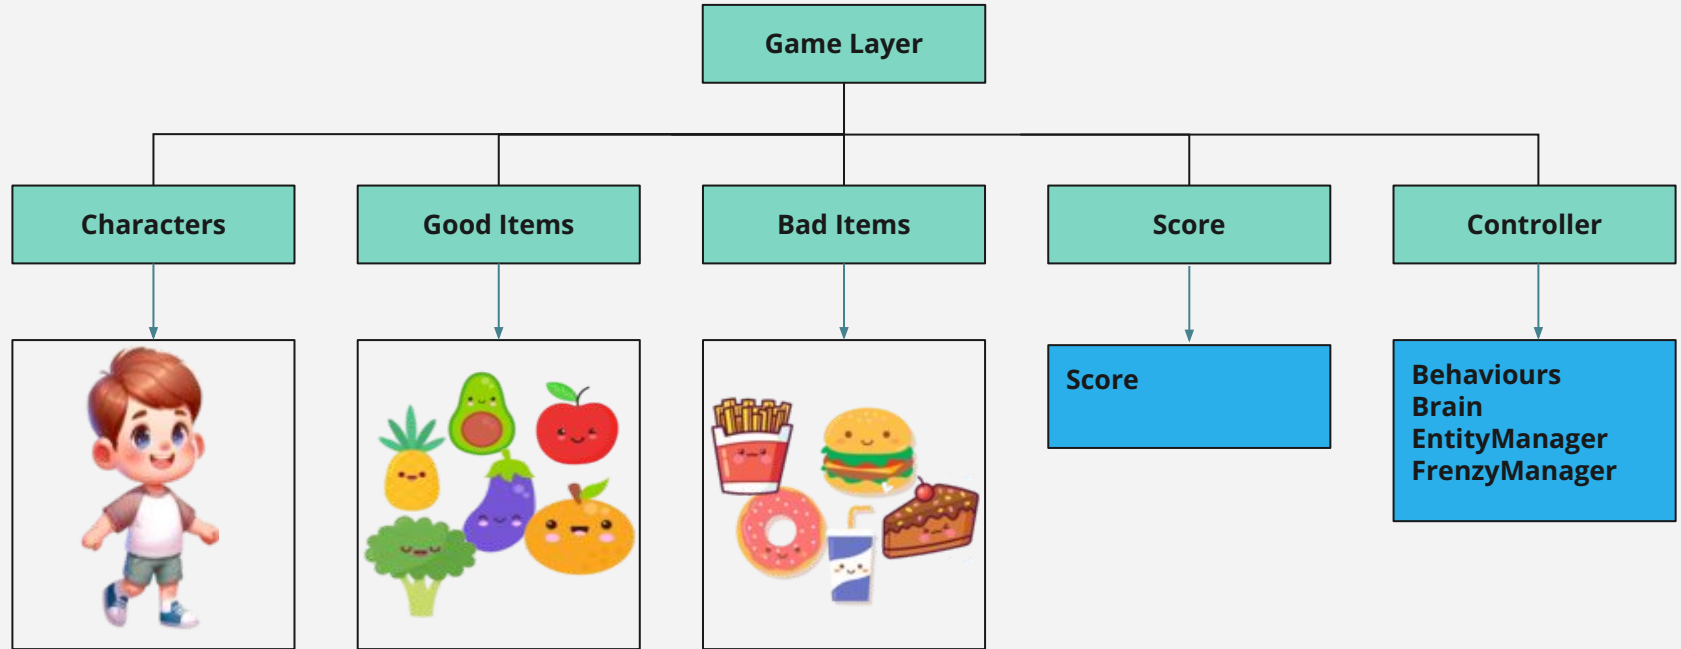 Game Layer
Characters
Good Items
Bad Items
Score
Controller
Score
Behaviours
Brain
EntityManager
FrenzyManager